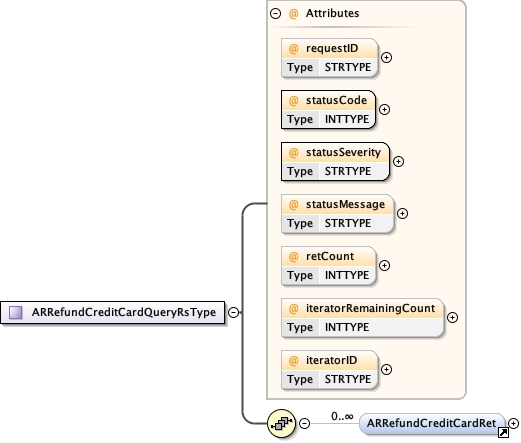 @ Attributes
@ requestID
Type STRTYPE
@ statusCode
Type INTTYPE
@ statusSeverity
Type STRTYPE
@ statusMessage
Type STRTYPE
@ retCount
Type INTTYPE
ARRefundCreditCardQueryRsType
@ iteratorRemainingCount
Type INTTYPE
@ iteratorID
Type STRTYPE
0..∞
ARRefundCreditCardRet